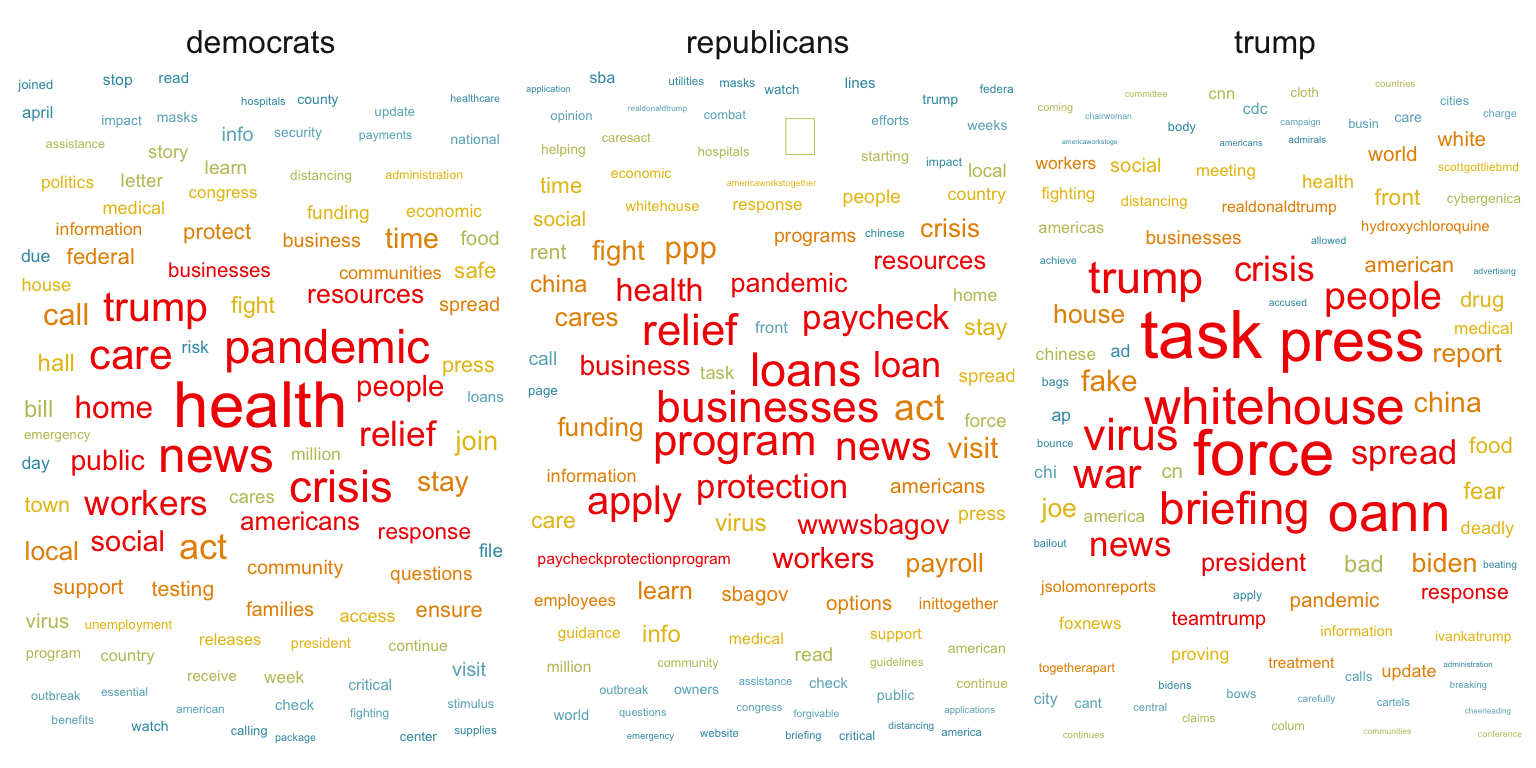 democrats
joined stop read
hospitals county healthcare
april impact masks update
info security payments national
assistance story
learn
politics letter distancing administration
congress
medical funding economic
information protect business time food
due federal businesses communities safe
house
call trump fight resources spread
care risk pandemic
hall press
health people loans
bill home
emergency relief join
day public news million
crisis stay
town workers cares
americans response
local social act file
community questions
support testing
families access ensure
virus unemployment
releases president continue
program country
receive week visit
outbreak essential critical
american check stimulus
benefits fighting
watch calling package center supplies
republicans
application sba utilities masks watch lines federa
realdonaldtrump trump
opinion combat efforts weeks
helping caresact hospitals starting impact local
economic
time americaworkstogether people country
whitehouse response
social programs chinese crisis
rent fight ppp
resources
china health pandemic home
cares relief front paycheck stay
call business task loans loan spread
page
businesses act force
funding program news visit
information
apply protection americans
care virus wwwsbagov press
paycheckprotectionprogram workers payroll
employees learn sbagov options inittogether
guidance info medical support
read american
million community guidelines
assistance check continue
outbreak owners public
world questions congress forgivable applications
emergency website briefing critical distancing america
trump
committee cnn cloth countries
coming chairwoman cdc campaign busin care cities charge
body
americaworkstoge americans admirals white
workers social meeting world scottgottliebmd
health
fighting distancing realdonaldtrump front cybergenica
americas businesses allowed hydroxychloroquine
achieve trump crisis american advertising
accused people drug
house task press medical
chinese ad report
bags fake
ap whitehouse china
bounce virus force spread food
chi war cn
joe america briefing oann fear
deadly
bailout news president bad biden beating
jsolomonreports apply pandemic response
foxnews teamtrump information ivankatrump
proving
togetherapart treatment calls update administration
bidens breaking
city cant central bows carefully cartels cheerleading
claims colum
continues communities conference